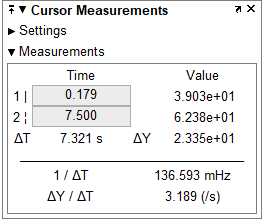 Cursor Measurements
Settings
Measurements
Time Value
1 | 0.179 3.903e+01
2 ¦ 7.500 6.238e+01
ΔT 7.321 s ΔY 2.335e+01
1 / ΔT 136.593 mHz
ΔY / ΔT 3.189 (/s)